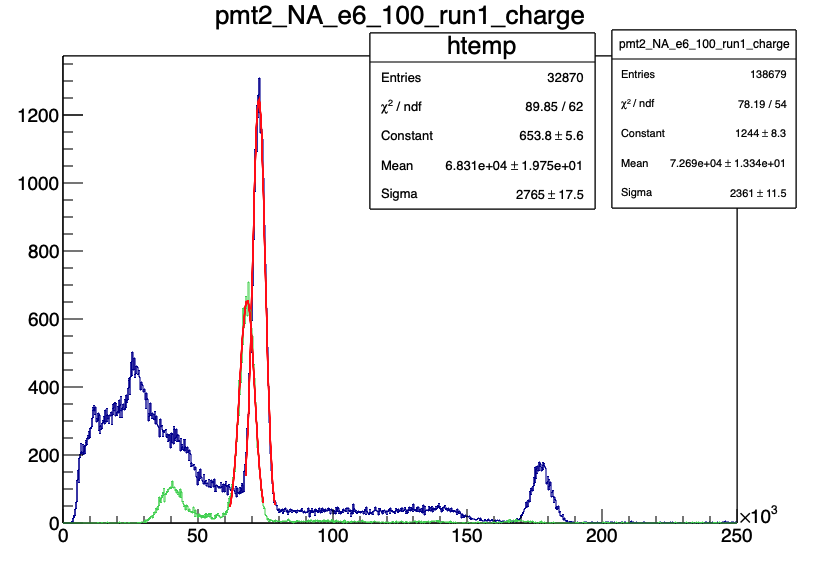 pmt2_NA_e6_100_run1_charge
htemp
Entries 32870
χ² / ndf 89.85 / 62
Constant 653.8 ± 5.6
Mean 6.831e+04 ± 1.975e+01
Sigma 2765 ± 17.5
pmt2_NA_e6_100_run1_charge
Entries 138679
χ² / ndf 78.19 / 54
Constant 1244 ± 8.3
Mean 7.269e+04 ± 1.334e+01
Sigma 2361 ± 11.5
1200
1000
800
600
400
200
0
0 50 100 150 200 250
×10³